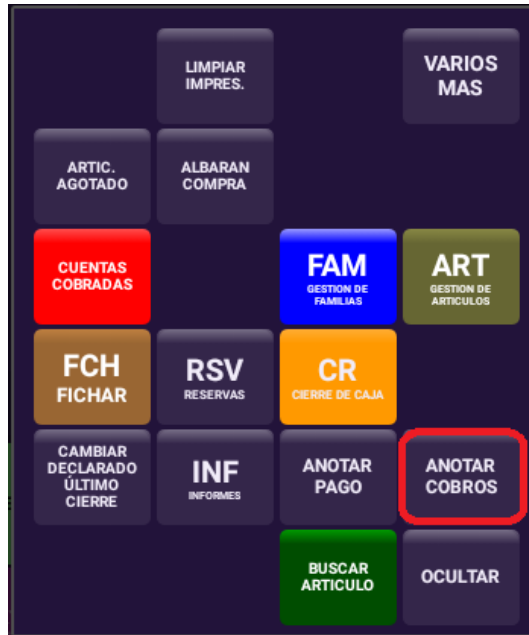 LIMPIAR
IMPRES.
VARIOS
MAS
ARTIC.
AGOTADO
ALBARAN
COMPRA
CUENTAS
COBRADAS
FAM
GESTION DE
FAMILIAS
ART
GESTION DE
ARTICULOS
FCH
FICHAR
RSV
RESERVAS
CR
CIERRE DE CAJA
CAMBIAR
DECLARADO
ÚLTIMO
CIERRE
INF
INFORMES
ANOTAR
PAGO
ANOTAR
COBROS
BUSCAR
ARTICULO
OCULTAR